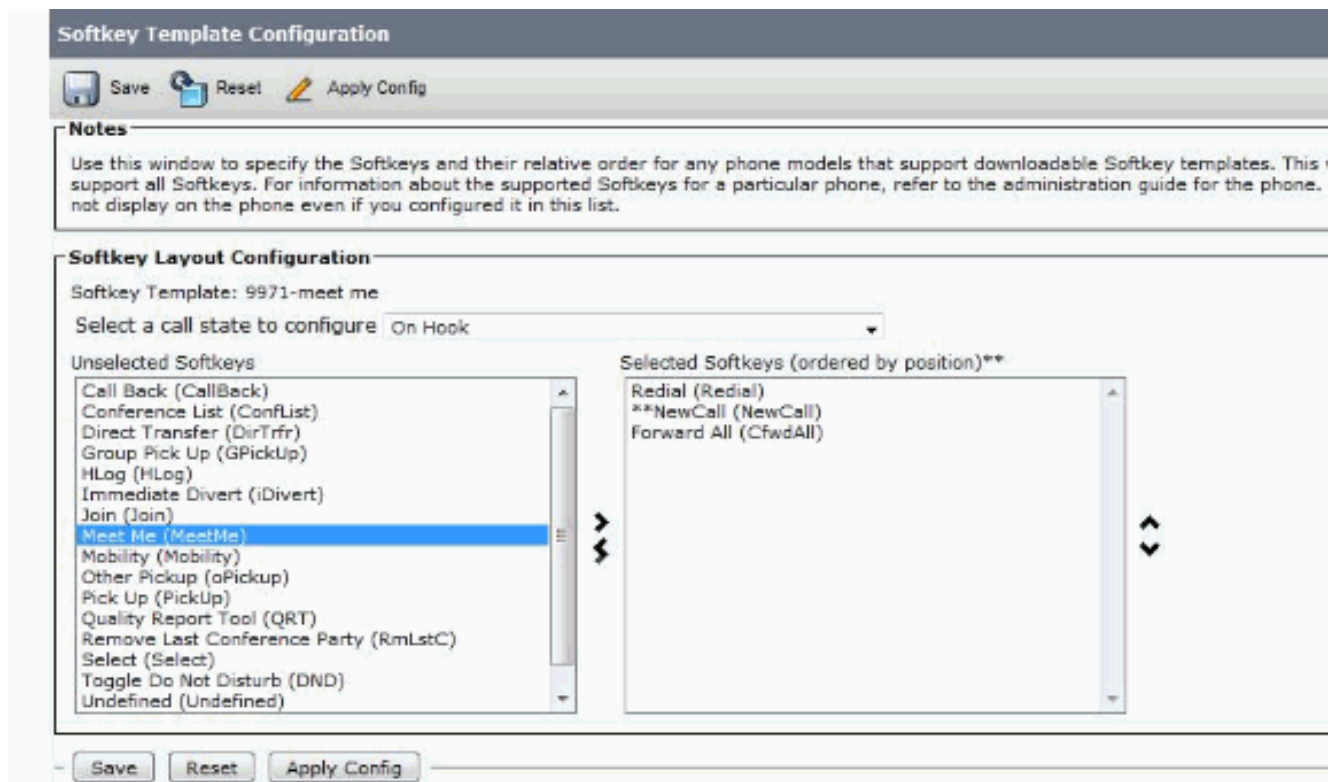 Softkey Template Configuration
Save Reset Apply Config
Notes
Use this window to specify the Softkeys and their relative order for any phone models that support downloadable Softkey templates. This
support all Softkeys. For information about the supported Softkeys for a particular phone, refer to the administration guide for the phone.
not display on the phone even if you configured it in this list.
Softkey Layout Configuration
Softkey Template: 9971-meet me
Select a call state to configure On Hook
Unselected Softkeys
Call Back (CallBack)
Conference List (ConfList)
Direct Transfer (DirTrfr)
Group Pick Up (GPickUp)
HLog (HLog)
Immediate Divert (iDivert)
Join (Join)
Meet Me (MeetMe)
Mobility (Mobility)
Other Pickup (oPickup)
Pick Up (PickUp)
Quality Report Tool (QRT)
Remove Last Conference Party (RmLstC)
Select (Select)
Toggle Do Not Disturb (DND)
Undefined (Undefined)
Selected Softkeys (ordered by position)**
Redial (Redial)
**NewCall (NewCall)
Forward All (CfwdAll)
Save Reset Apply Config